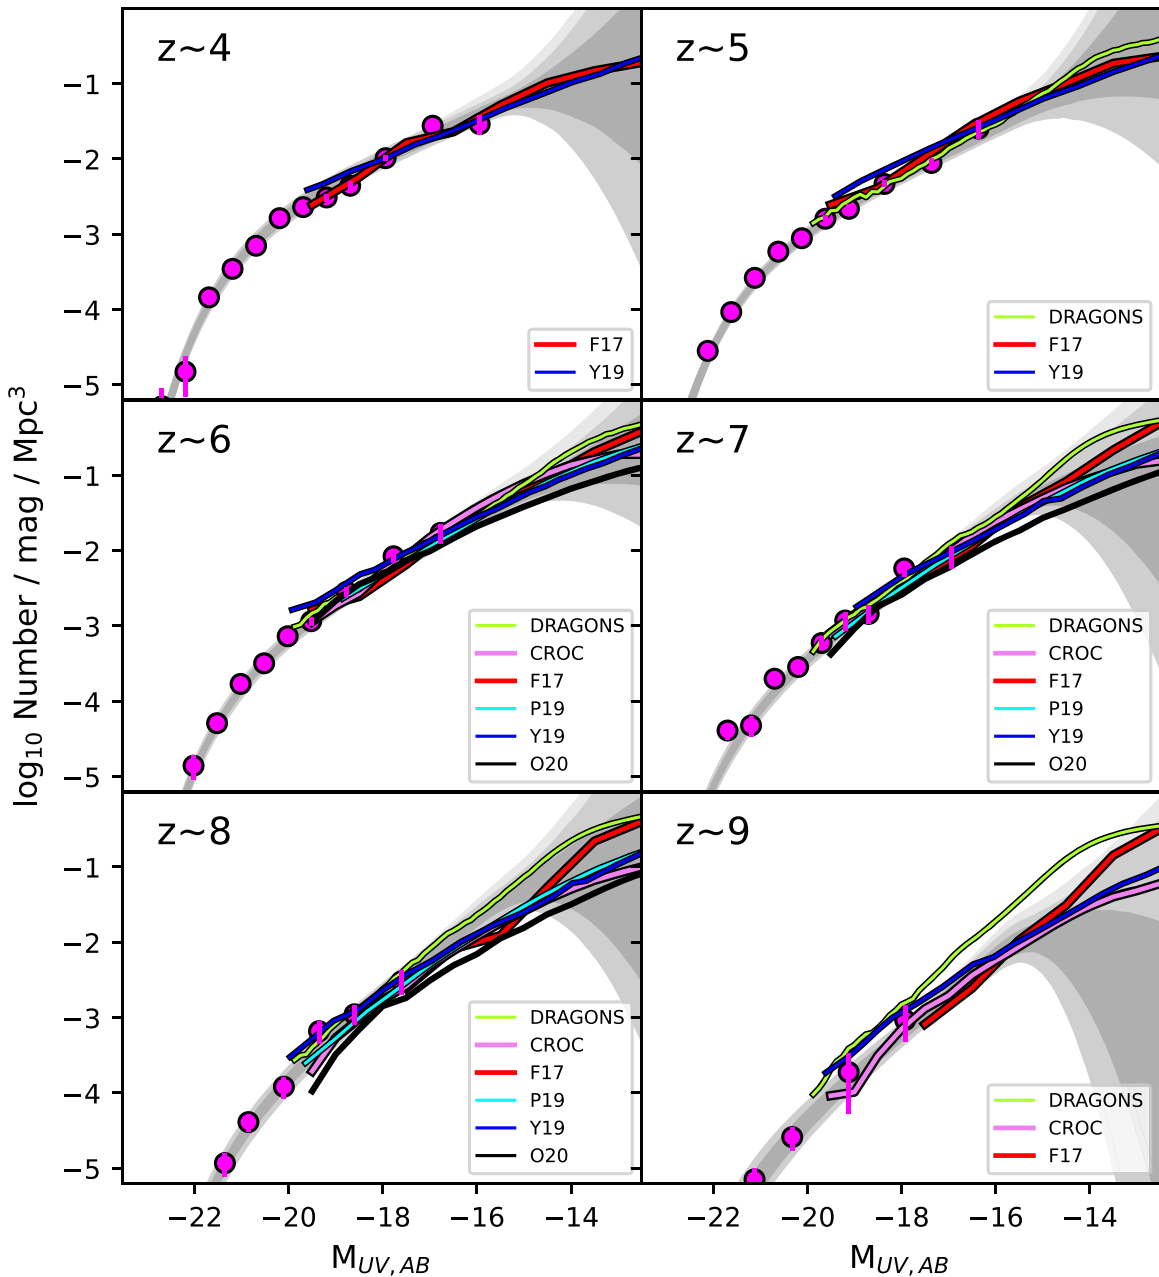 z~4
−1
−2
−3
−4
−5
F17
Y19
z~5
DRAGONS
F17
Y19
log10 Number / mag / Mpc3
z~6
−1
−2
−3
−4
−5
DRAGONS
CROC
F17
P19
Y19
O20
z~7
DRAGONS
CROC
F17
P19
Y19
O20
z~8
−1
−2
−3
−4
−5
DRAGONS
CROC
F17
P19
Y19
O20
−22 −20 −18 −16 −14
MUV,AB
z~9
DRAGONS
CROC
F17
−22 −20 −18 −16 −14
MUV,AB